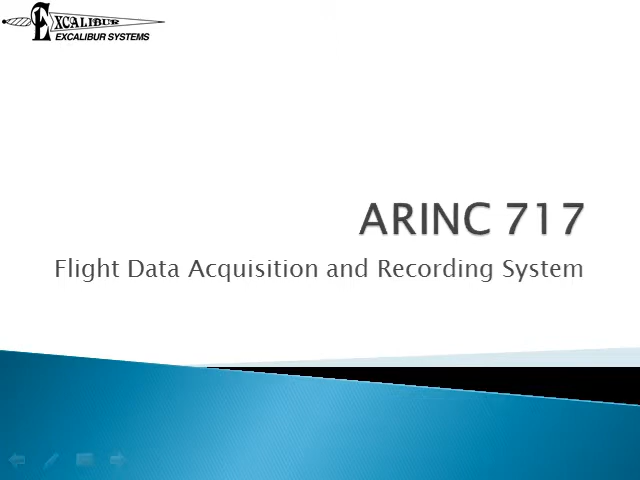 EXCALIBUR
EXCALIBUR SYSTEMS
ARINC 717
Flight Data Acquisition and Recording System